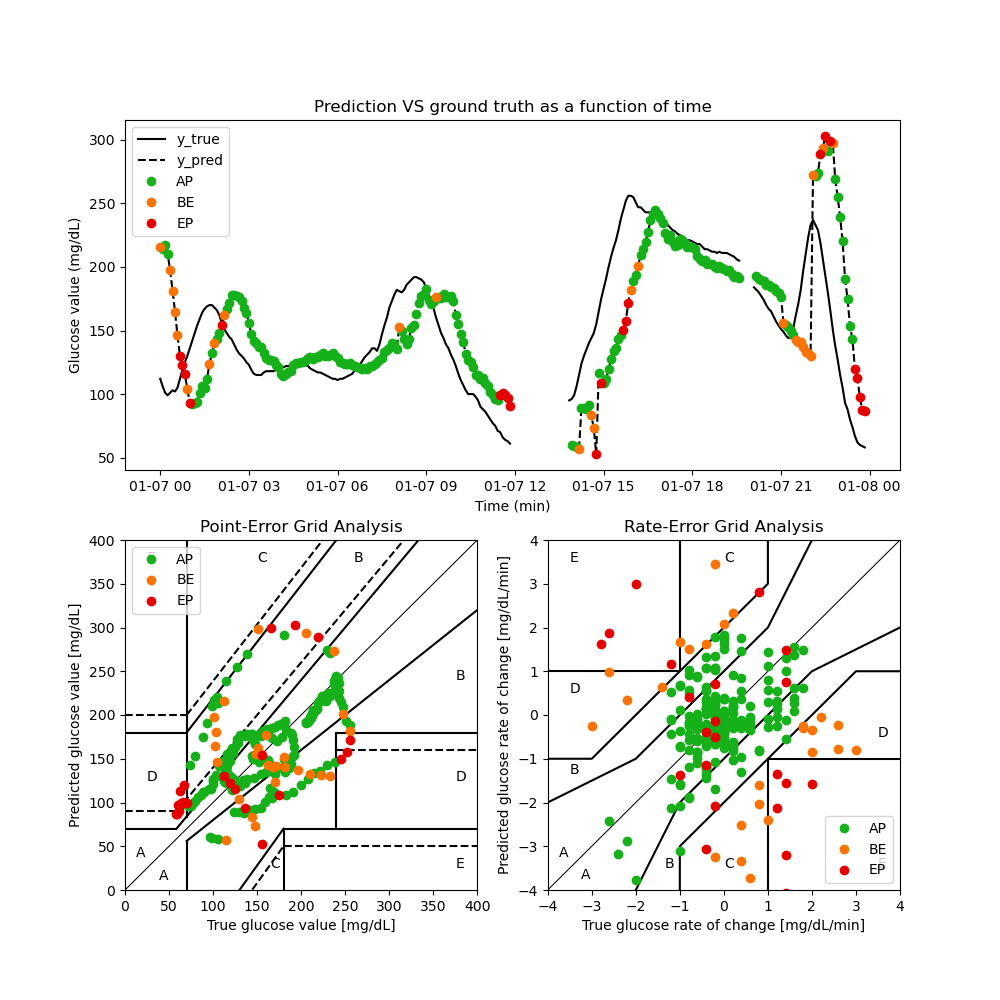 Prediction VS ground truth as a function of time
y_true
y_pred
AP
BE
EP
300
250
200
150
100
50
Glucose value (mg/dL)
01-07 00
01-07 03
01-07 06
01-07 09
01-07 12
01-07 15
01-07 18
01-07 21
01-08 00
Time (min)
Point-Error Grid Analysis
AP
BE
EP
C
B
B
D
D
A
A
C
E
400
350
300
250
200
150
100
50
0
Predicted glucose value [mg/dL]
0
50
100
150
200
250
300
350
400
True glucose value [mg/dL]
Rate-Error Grid Analysis
E
C
D
D
B
A
A
B
C
AP
BE
EP
4
3
2
1
0
−1
−2
−3
−4
Predicted glucose rate of change [mg/dL/min]
−4
−3
−2
−1
0
1
2
3
4
True glucose rate of change [mg/dL/min]